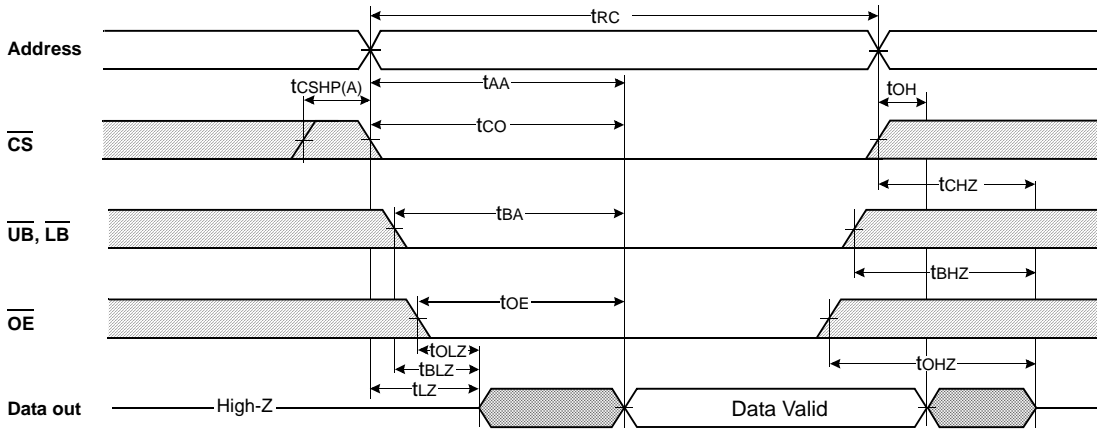 tRC
Address
tCSHP(A)
tAA
tOH
tCO
CS
tCHZ
UB, LB
tBA
tBHZ
OE
tOE
tOLZ
tOHZ
tBLZ
tLZ
Data out
High-Z
Data Valid